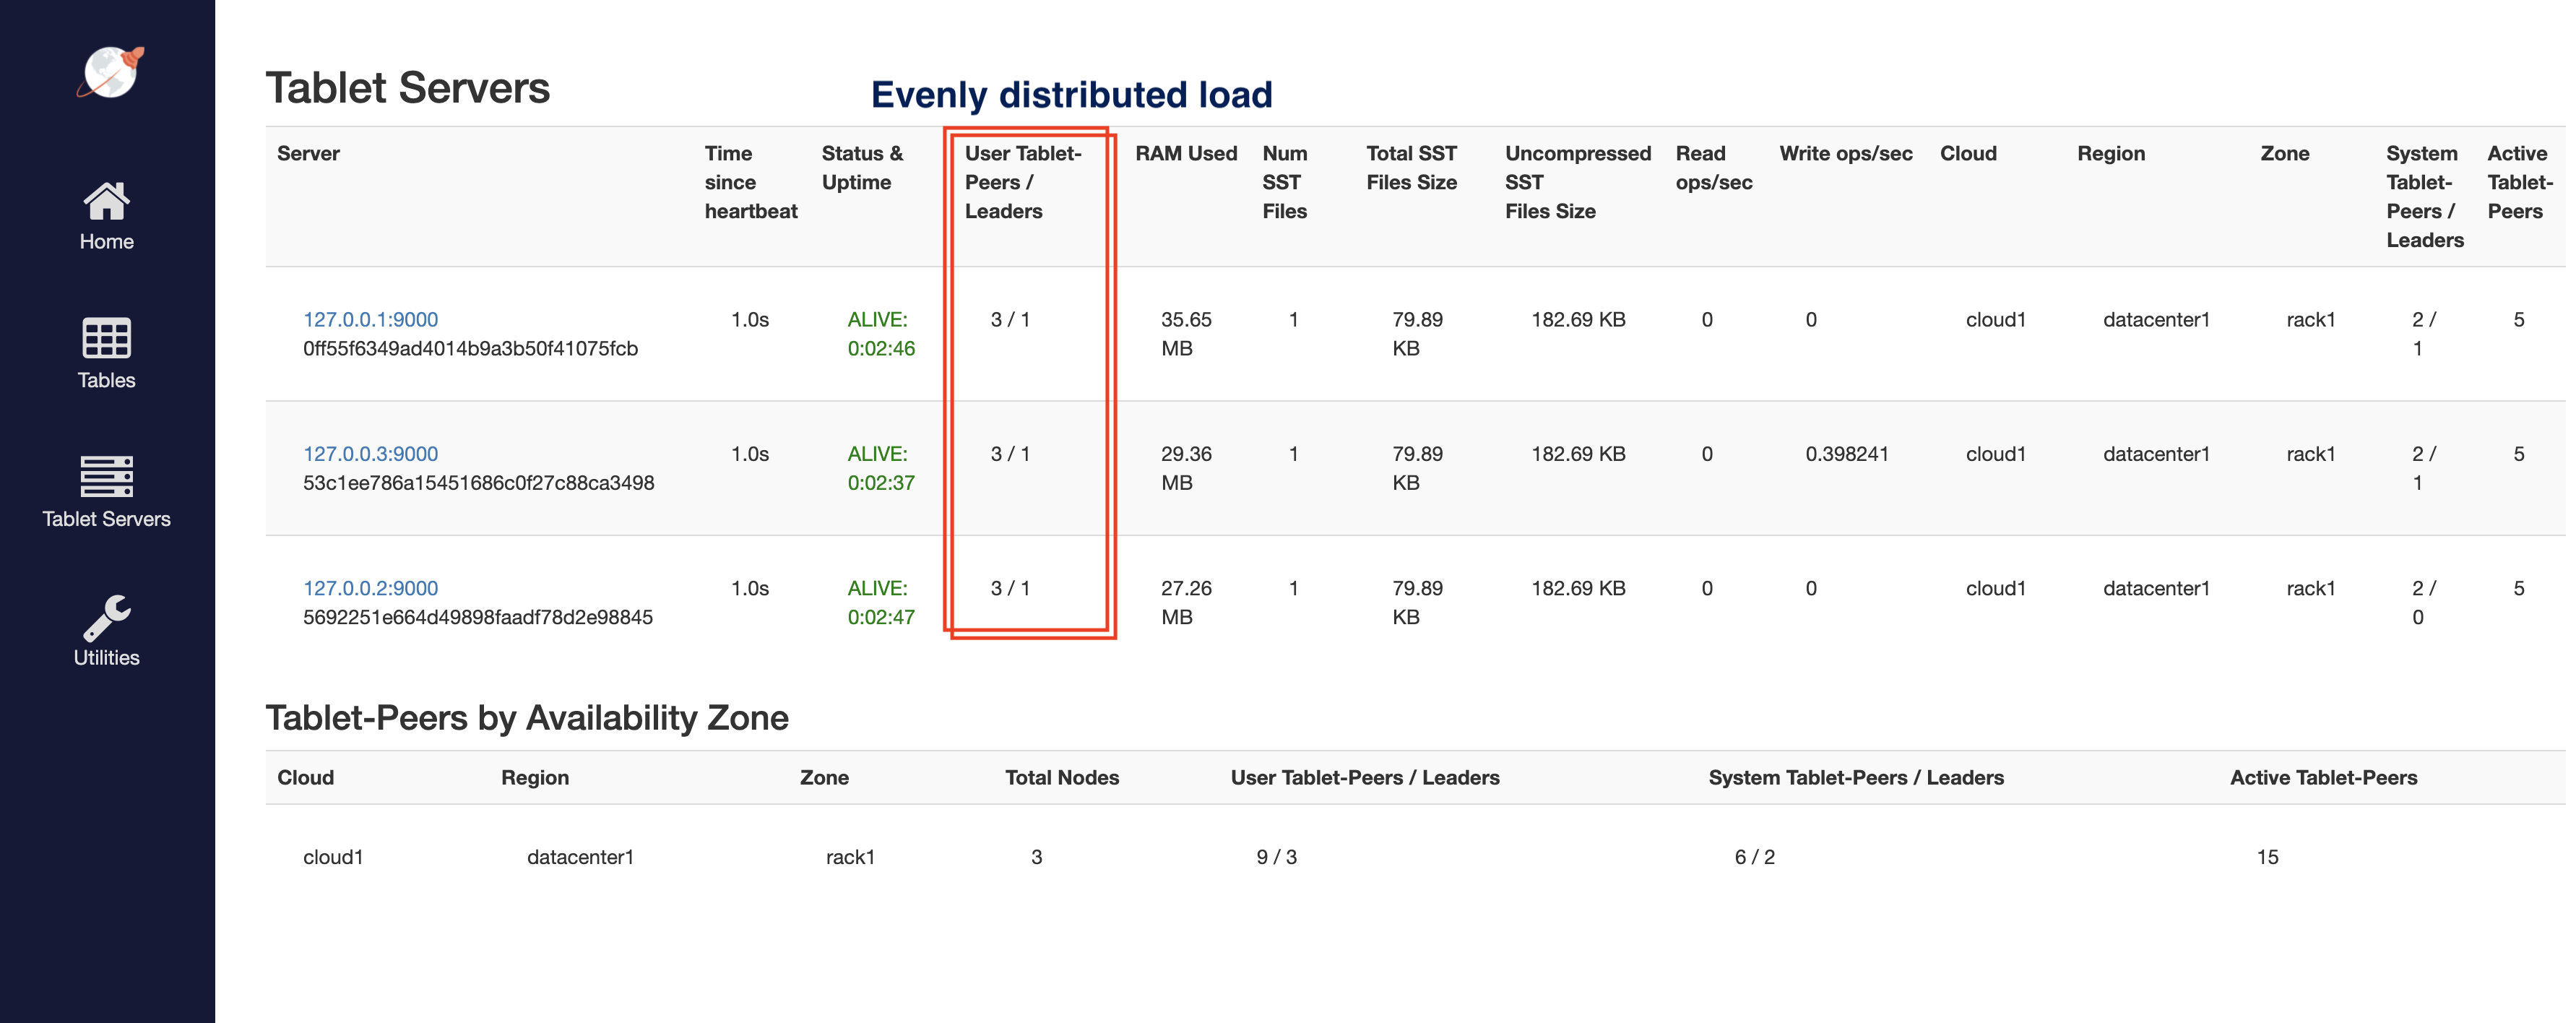 Home
Tables
Tablet Servers
Utilities
Tablet Servers
Evenly distributed load
Server
Time since heartbeat
Status & Uptime
User Tablet-Peers / Leaders
RAM Used
Num SST Files
Total SST Files Size
Uncompressed SST Files Size
Read ops/sec
Write ops/sec
Cloud
Region
Zone
System Tablet-Peers / Leaders
Active Tablet-Peers
127.0.0.1:9000 1.0s ALIVE: 3 / 1 35.65 1 79.89 182.69 KB 0 0 cloud1 datacenter1 rack1 2 / 5
0ff55f6349ad4014b9a3b50f41075fcb 0:02:46 MB KB 1
127.0.0.3:9000 1.0s ALIVE: 3 / 1 29.36 1 79.89 182.69 KB 0 0.398241 cloud1 datacenter1 rack1 2 / 5
53c1ee786a15451686c0f27c88ca3498 0:02:37 MB KB 1
127.0.0.2:9000 1.0s ALIVE: 3 / 1 27.26 1 79.89 182.69 KB 0 0 cloud1 datacenter1 rack1 2 / 5
5692251e664d49898faadf78d2e98845 0:02:47 MB KB 0
Tablet-Peers by Availability Zone
Cloud Region Zone Total Nodes User Tablet-Peers / Leaders System Tablet-Peers / Leaders Active Tablet-Peers
cloud1 datacenter1 rack1 3 9 / 3 6 / 2 15